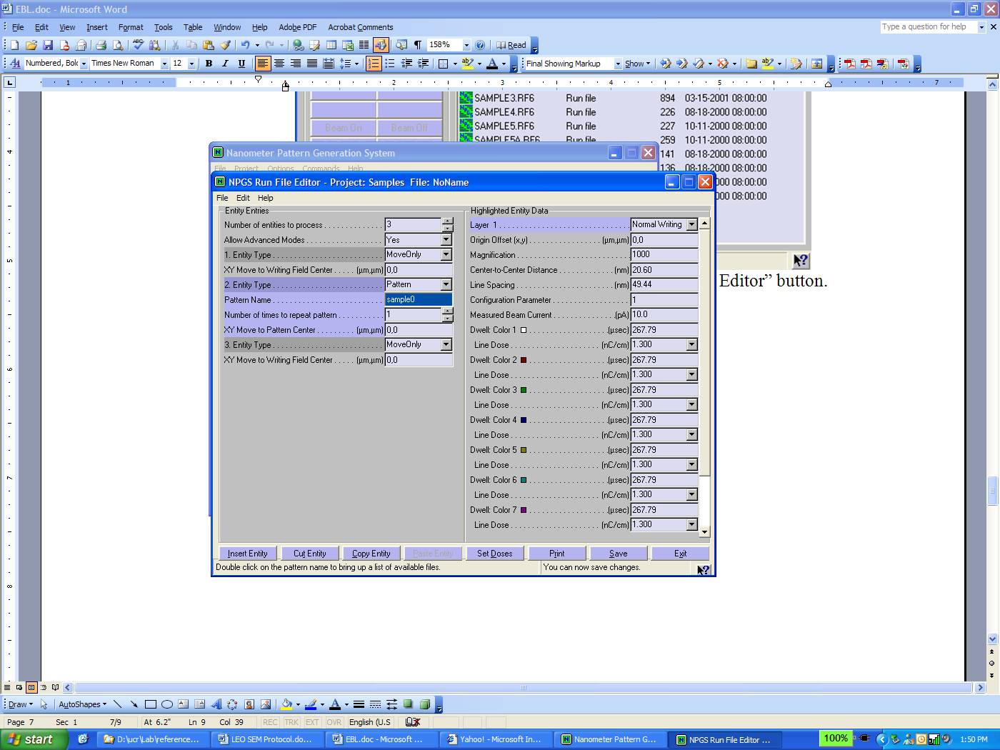 EBL.doc - Microsoft Word
File Edit View Insert Format Tools Table Window Help Adobe PDF Acrobat Comments Type a question for help
158% Read
Numbered, Bold Times New Roman 12 B I U Final Showing Markup Show
1 1 2 3 4 5 6 7
SAMPLE3.RF6 Run file 894 03-15-2001 08:00:00
SAMPLE4.RF6 Run file 226 08-18-2000 08:00:00
Beam On Beam Off SAMPLE5.RF6 Run file 227 10-11-2000 08:00:00
SAMPLE5A.RF6 Run file 259 10-11-2000 08:00:00
Nanometer Pattern Generation System 141 08-18-2000 08:00:00
File Project Options Commands Help 136 08-18-2000 08:00:00
NPGS Run File Editor - Project: Samples File: NoName 08-18-2000 08:00:00
File Edit Help 0 08-18-2000 08:00:00
Editor” button.
Entity Entries
Number of entities to process 3
Allow Advanced Modes Yes
1. Entity Type MoveOnly
XY Move to Writing Field Center (µm,µm) 0,0
2. Entity Type Pattern
Pattern Name sample0
Number of times to repeat pattern 1
XY Move to Pattern Center (µm,µm) 0,0
3. Entity Type MoveOnly
XY Move to Writing Field Center (µm,µm) 0,0
Highlighted Entity Data
Layer 1 Normal Writing
Origin Offset (x,y) (µm,µm) 0,0
Magnification 1000
Center-to-Center Distance (nm) 20.60
Line Spacing (nm) 49.44
Configuration Parameter 1
Measured Beam Current (pA) 10.0
Dwell: Color 1 (µsec) 267.79
Line Dose (nC/cm) 1.300
Dwell: Color 2 (µsec) 267.79
Line Dose (nC/cm) 1.300
Dwell: Color 3 (µsec) 267.79
Line Dose (nC/cm) 1.300
Dwell: Color 4 (µsec) 267.79
Line Dose (nC/cm) 1.300
Dwell: Color 5 (µsec) 267.79
Line Dose (nC/cm) 1.300
Dwell: Color 6 (µsec) 267.79
Line Dose (nC/cm) 1.300
Dwell: Color 7 (µsec) 267.79
Line Dose (nC/cm) 1.300
Insert Entity Cut Entity Copy Entity Paste Entity Set Doses Print Save Exit
Double click on the pattern name to bring up a list of available files. You can now save changes.
4
5
6
7
8
Draw AutoShapes
Page 7 Sec 1 7/9 At 6.2" Ln 9 Col 39 REC TRK EXT OVR English (U.S
start D:\ucr\Lab\reference... LEO SEM Protocol.do... EBL.doc - Microsoft ... Yahoo! - Microsoft In... Nanometer Pattern G... NPGS Run File Editor ... 100% 1:50 PM